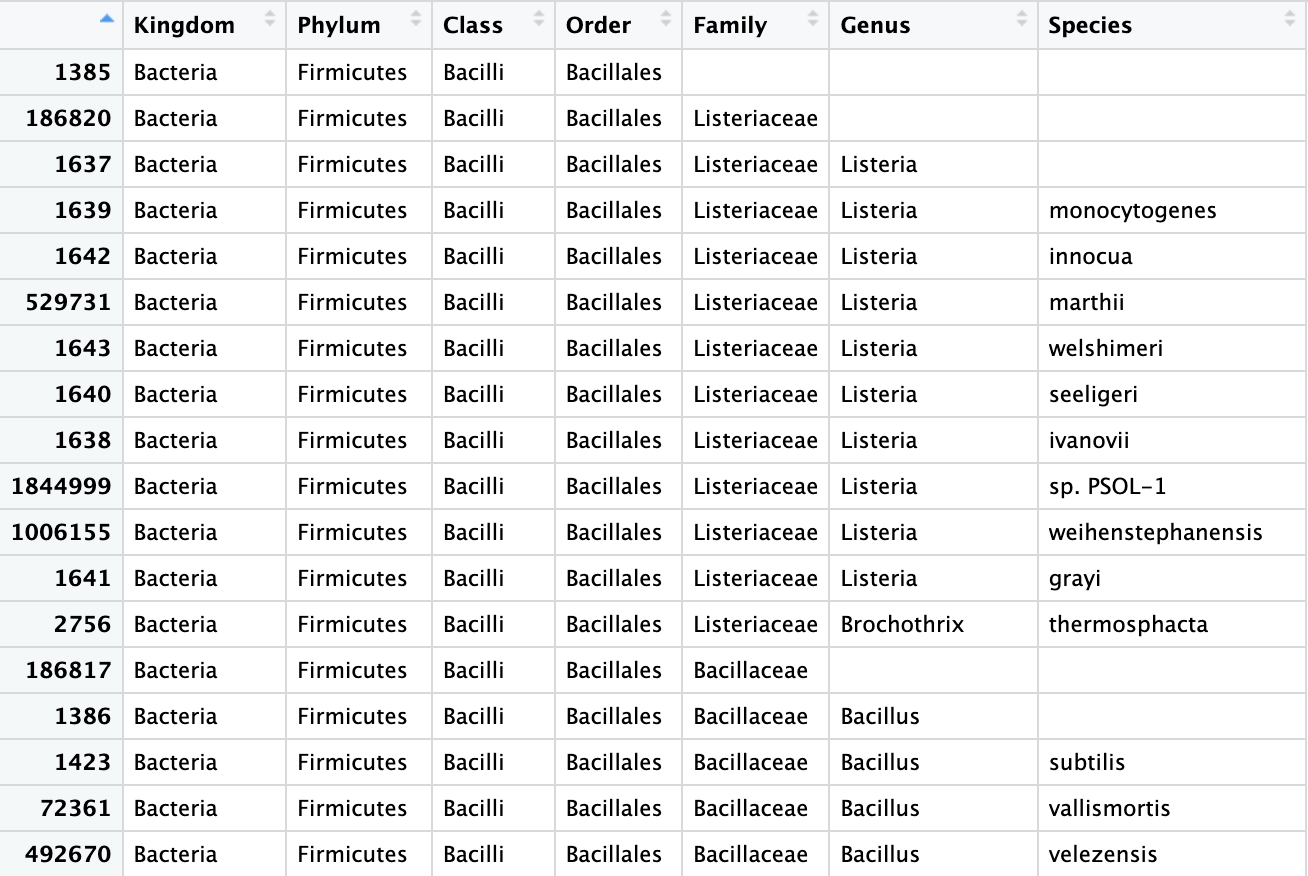 Kingdom Phylum Class Order Family Genus Species
1385 Bacteria Firmicutes Bacilli Bacillales
186820 Bacteria Firmicutes Bacilli Bacillales Listeriaceae
1637 Bacteria Firmicutes Bacilli Bacillales Listeriaceae Listeria
1639 Bacteria Firmicutes Bacilli Bacillales Listeriaceae Listeria monocytogenes
1642 Bacteria Firmicutes Bacilli Bacillales Listeriaceae Listeria innocua
529731 Bacteria Firmicutes Bacilli Bacillales Listeriaceae Listeria marthii
1643 Bacteria Firmicutes Bacilli Bacillales Listeriaceae Listeria welshimeri
1640 Bacteria Firmicutes Bacilli Bacillales Listeriaceae Listeria seeligeri
1638 Bacteria Firmicutes Bacilli Bacillales Listeriaceae Listeria ivanovii
1844999 Bacteria Firmicutes Bacilli Bacillales Listeriaceae Listeria sp. PSOL-1
1006155 Bacteria Firmicutes Bacilli Bacillales Listeriaceae Listeria weihenstephanensis
1641 Bacteria Firmicutes Bacilli Bacillales Listeriaceae Listeria grayi
2756 Bacteria Firmicutes Bacilli Bacillales Listeriaceae Brochothrix thermosphacta
186817 Bacteria Firmicutes Bacilli Bacillales Bacillaceae
1386 Bacteria Firmicutes Bacilli Bacillales Bacillaceae Bacillus
1423 Bacteria Firmicutes Bacilli Bacillales Bacillaceae Bacillus subtilis
72361 Bacteria Firmicutes Bacilli Bacillales Bacillaceae Bacillus vallismortis
492670 Bacteria Firmicutes Bacilli Bacillales Bacillaceae Bacillus velezensis